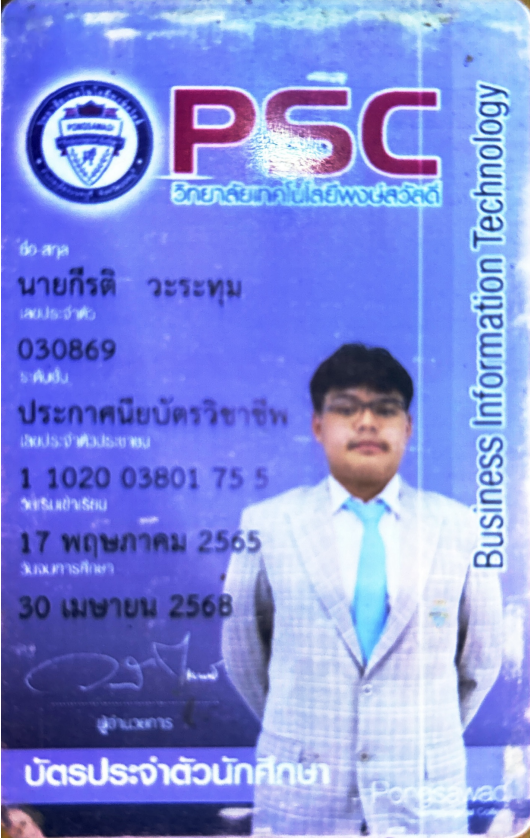 PONGSAWADI
PSC
วิทยาลัยเทคโนโลยีพงษ์สวัสดิ์
Business Information Technology
ชื่อ-สกุล
นายกีรติ วะระทุม
เลขประจำตัว
030869
ระดับชั้น
ประกาศนียบัตรวิชาชีพ
เลขประจำตัวประชาชน
1 1020 03801 75 5
วันเริ่มเข้าเรียน
17 พฤษภาคม 2565
วันจบการศึกษา
30 เมษายน 2568
ผู้อำนวยการ
บัตรประจำตัวนักศึกษา
Pongsawadi